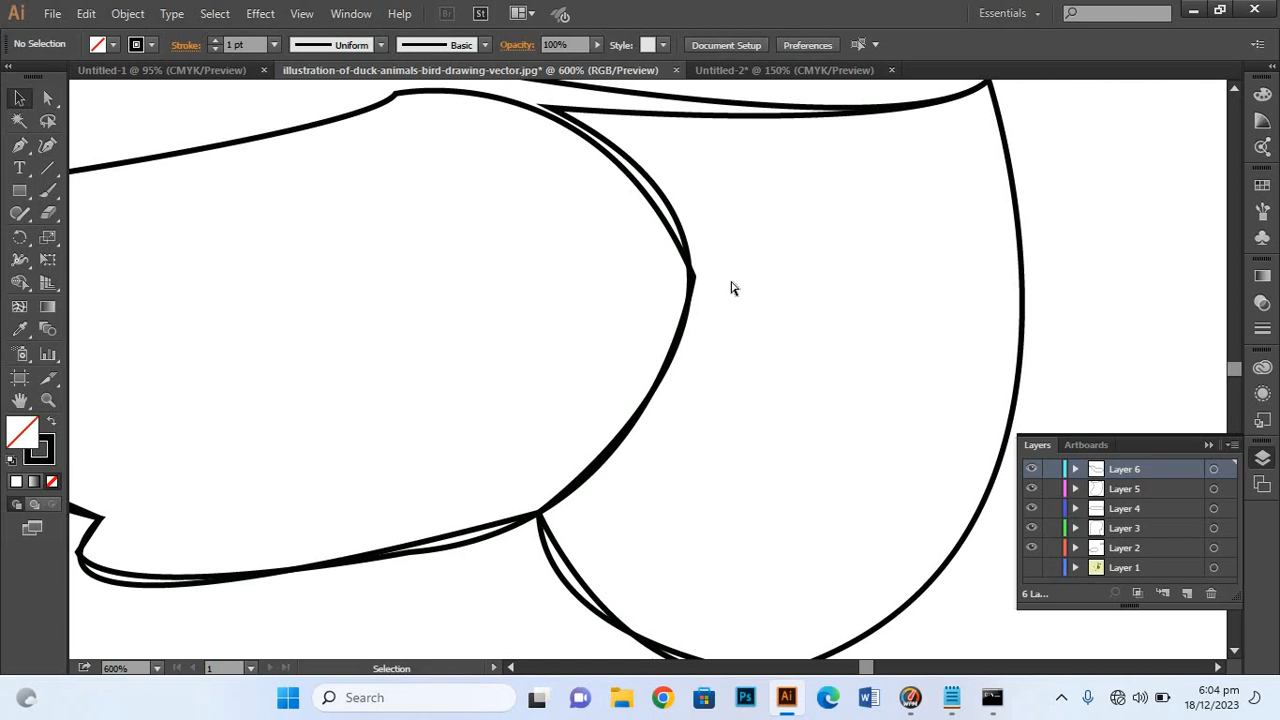 Ai File Edit Object Type Select Effect View Window Help Br St Essentials
No Selection Stroke: 1 pt Uniform Basic Opacity: 100% Style: Document Setup Preferences
Untitled-1 @ 95% (CMYK/Preview) × illustration-of-duck-animals-bird-drawing-vector.jpg* @ 600% (RGB/Preview) × Untitled-2* @ 150% (CMYK/Preview) ×
Layers Artboards
Layer 6
Layer 5
Layer 4
Layer 3
Layer 2
Layer 1
6 La...
600% 1 Selection
Search Ps Ai W 6:04 pm
18/12/2023